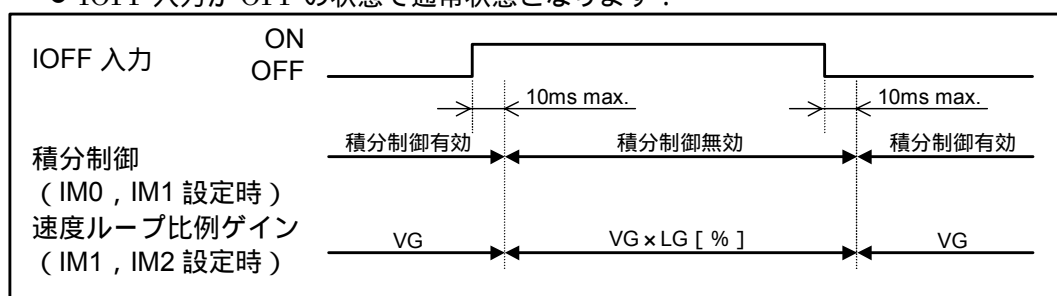 ● IOFF 入力が OFF の状態で通常状態となります．
IOFF 入力
ON
OFF
10ms max.
10ms max.
積分制御
（ IM0 , IM1 設定時 ）
積分制御有効
積分制御無効
積分制御有効
速度ループ比例ゲイン
（ IM1 , IM2 設定時 ）
VG
VG×LG [ % ]
VG